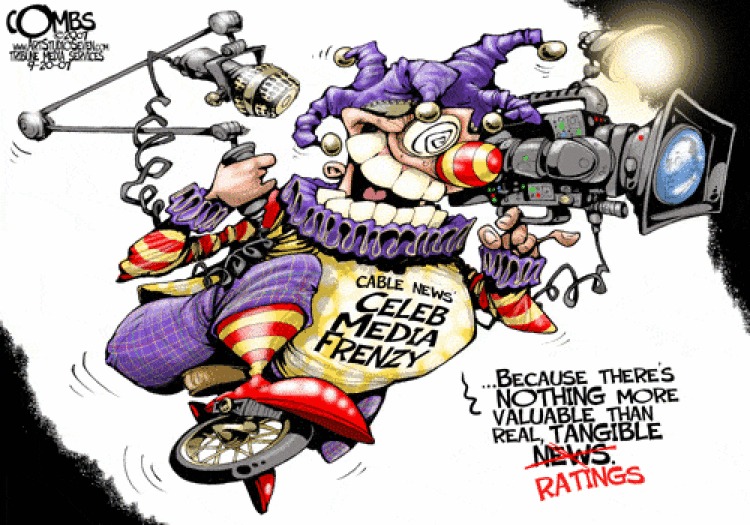 COMBS
©2007
WWW.ARTSTUDIOSEVEN.COM
TRIBUNE MEDIA SERVICES
9-20-07
CABLE NEWS
CELEB
MEDIA
FRENZY
...BECAUSE THERE'S
NOTHING MORE
VALUABLE THAN
REAL, TANGIBLE
NEWS.
RATINGS